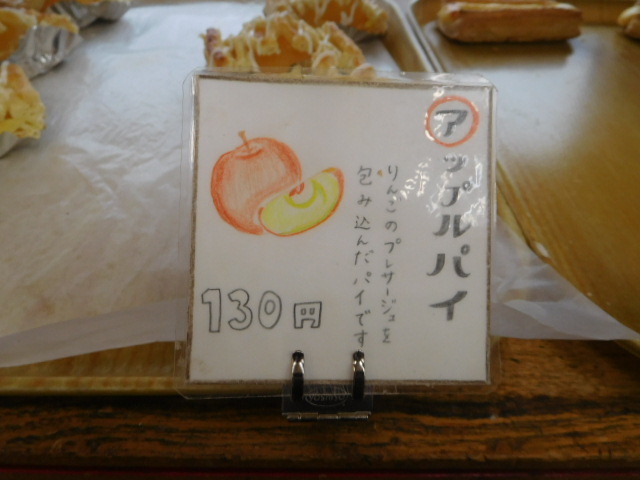 アップルパイ
りんごのプレサージュを
包み込んだパイです
130円